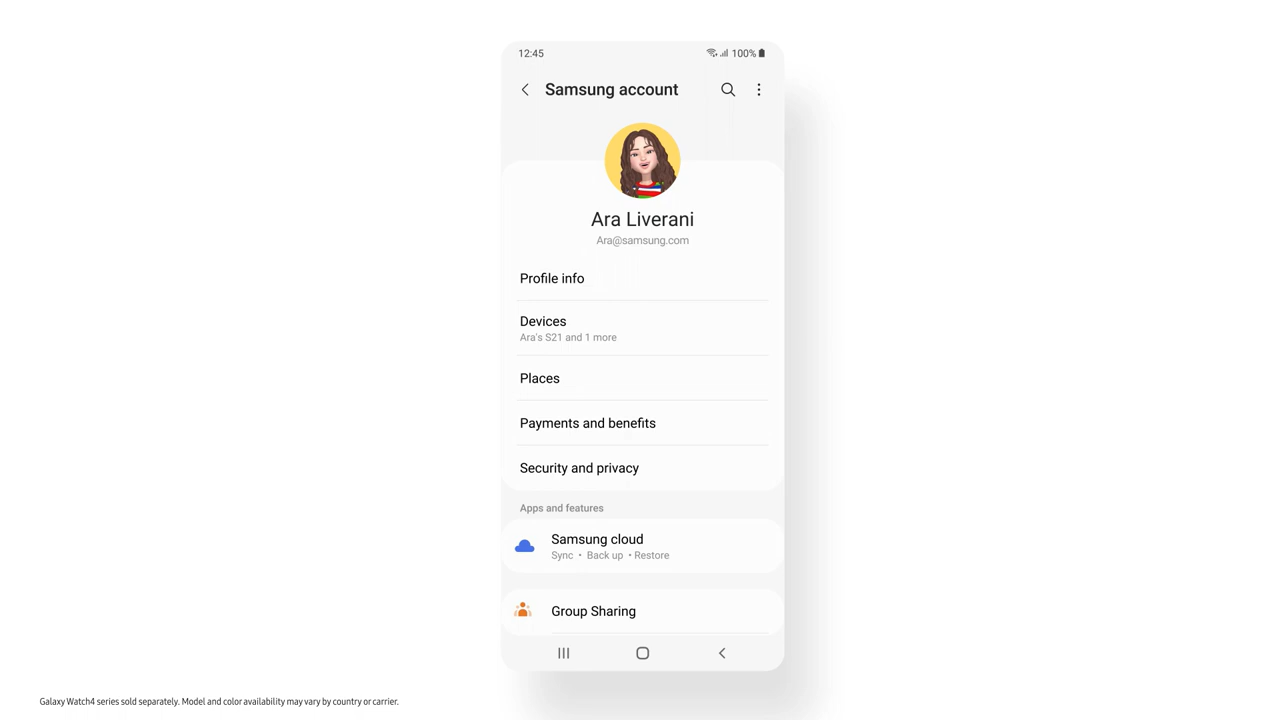 12:45 100%
Samsung account
Ara Liverani
Ara@samsung.com
Profile info
Devices
Ara's S21 and 1 more
Places
Payments and benefits
Security and privacy
Apps and features
Samsung cloud
Sync • Back up • Restore
Group Sharing
Galaxy Watch4 series sold separately. Model and color availability may vary by country or carrier.